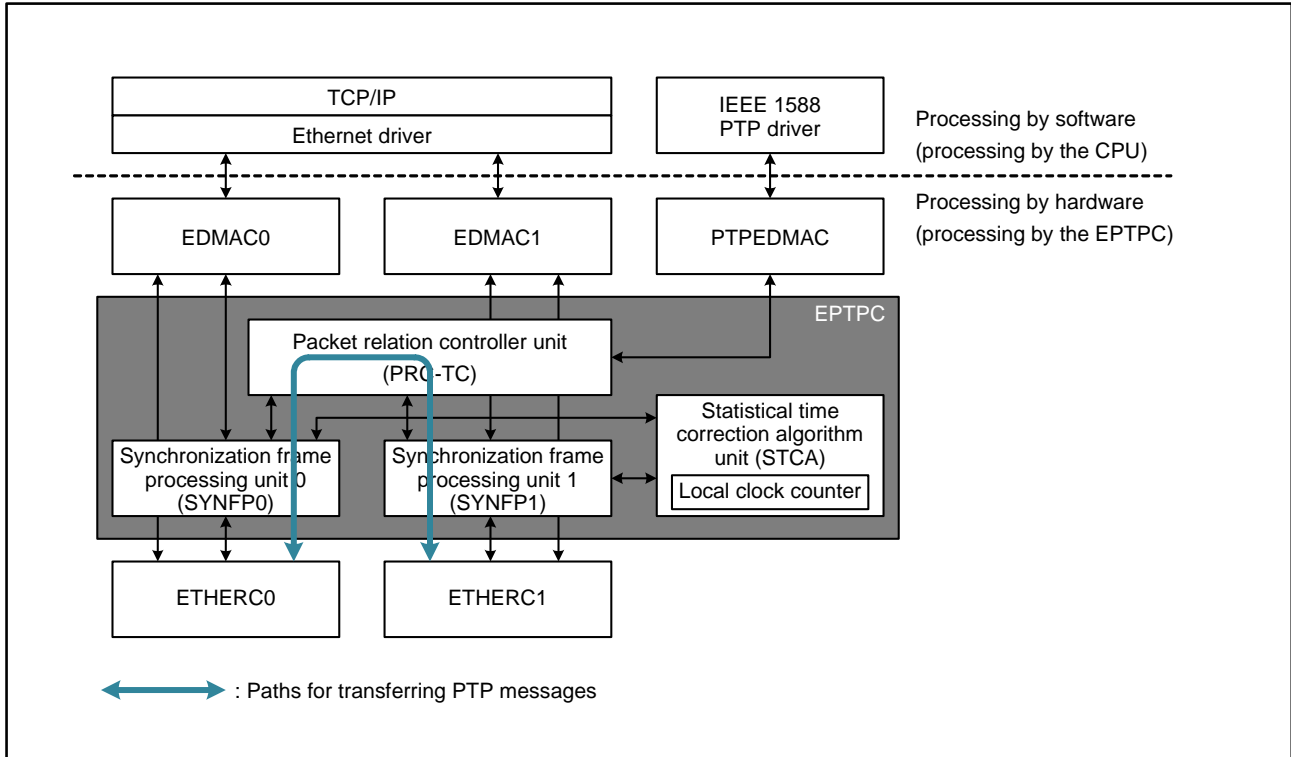 TCP/IP
Ethernet driver
IEEE 1588
PTP driver
Processing by software
(processing by the CPU)
Processing by hardware
(processing by the EPTPC)
EDMAC0
EDMAC1
PTPEDMAC
EPTPC
Packet relation controller unit
(PRC-TC)
Statistical time
correction algorithm
unit (STCA)
Local clock counter
Synchronization frame
processing unit 0
(SYNFP0)
Synchronization frame
processing unit 1
(SYNFP1)
ETHERC0
ETHERC1
: Paths for transferring PTP messages